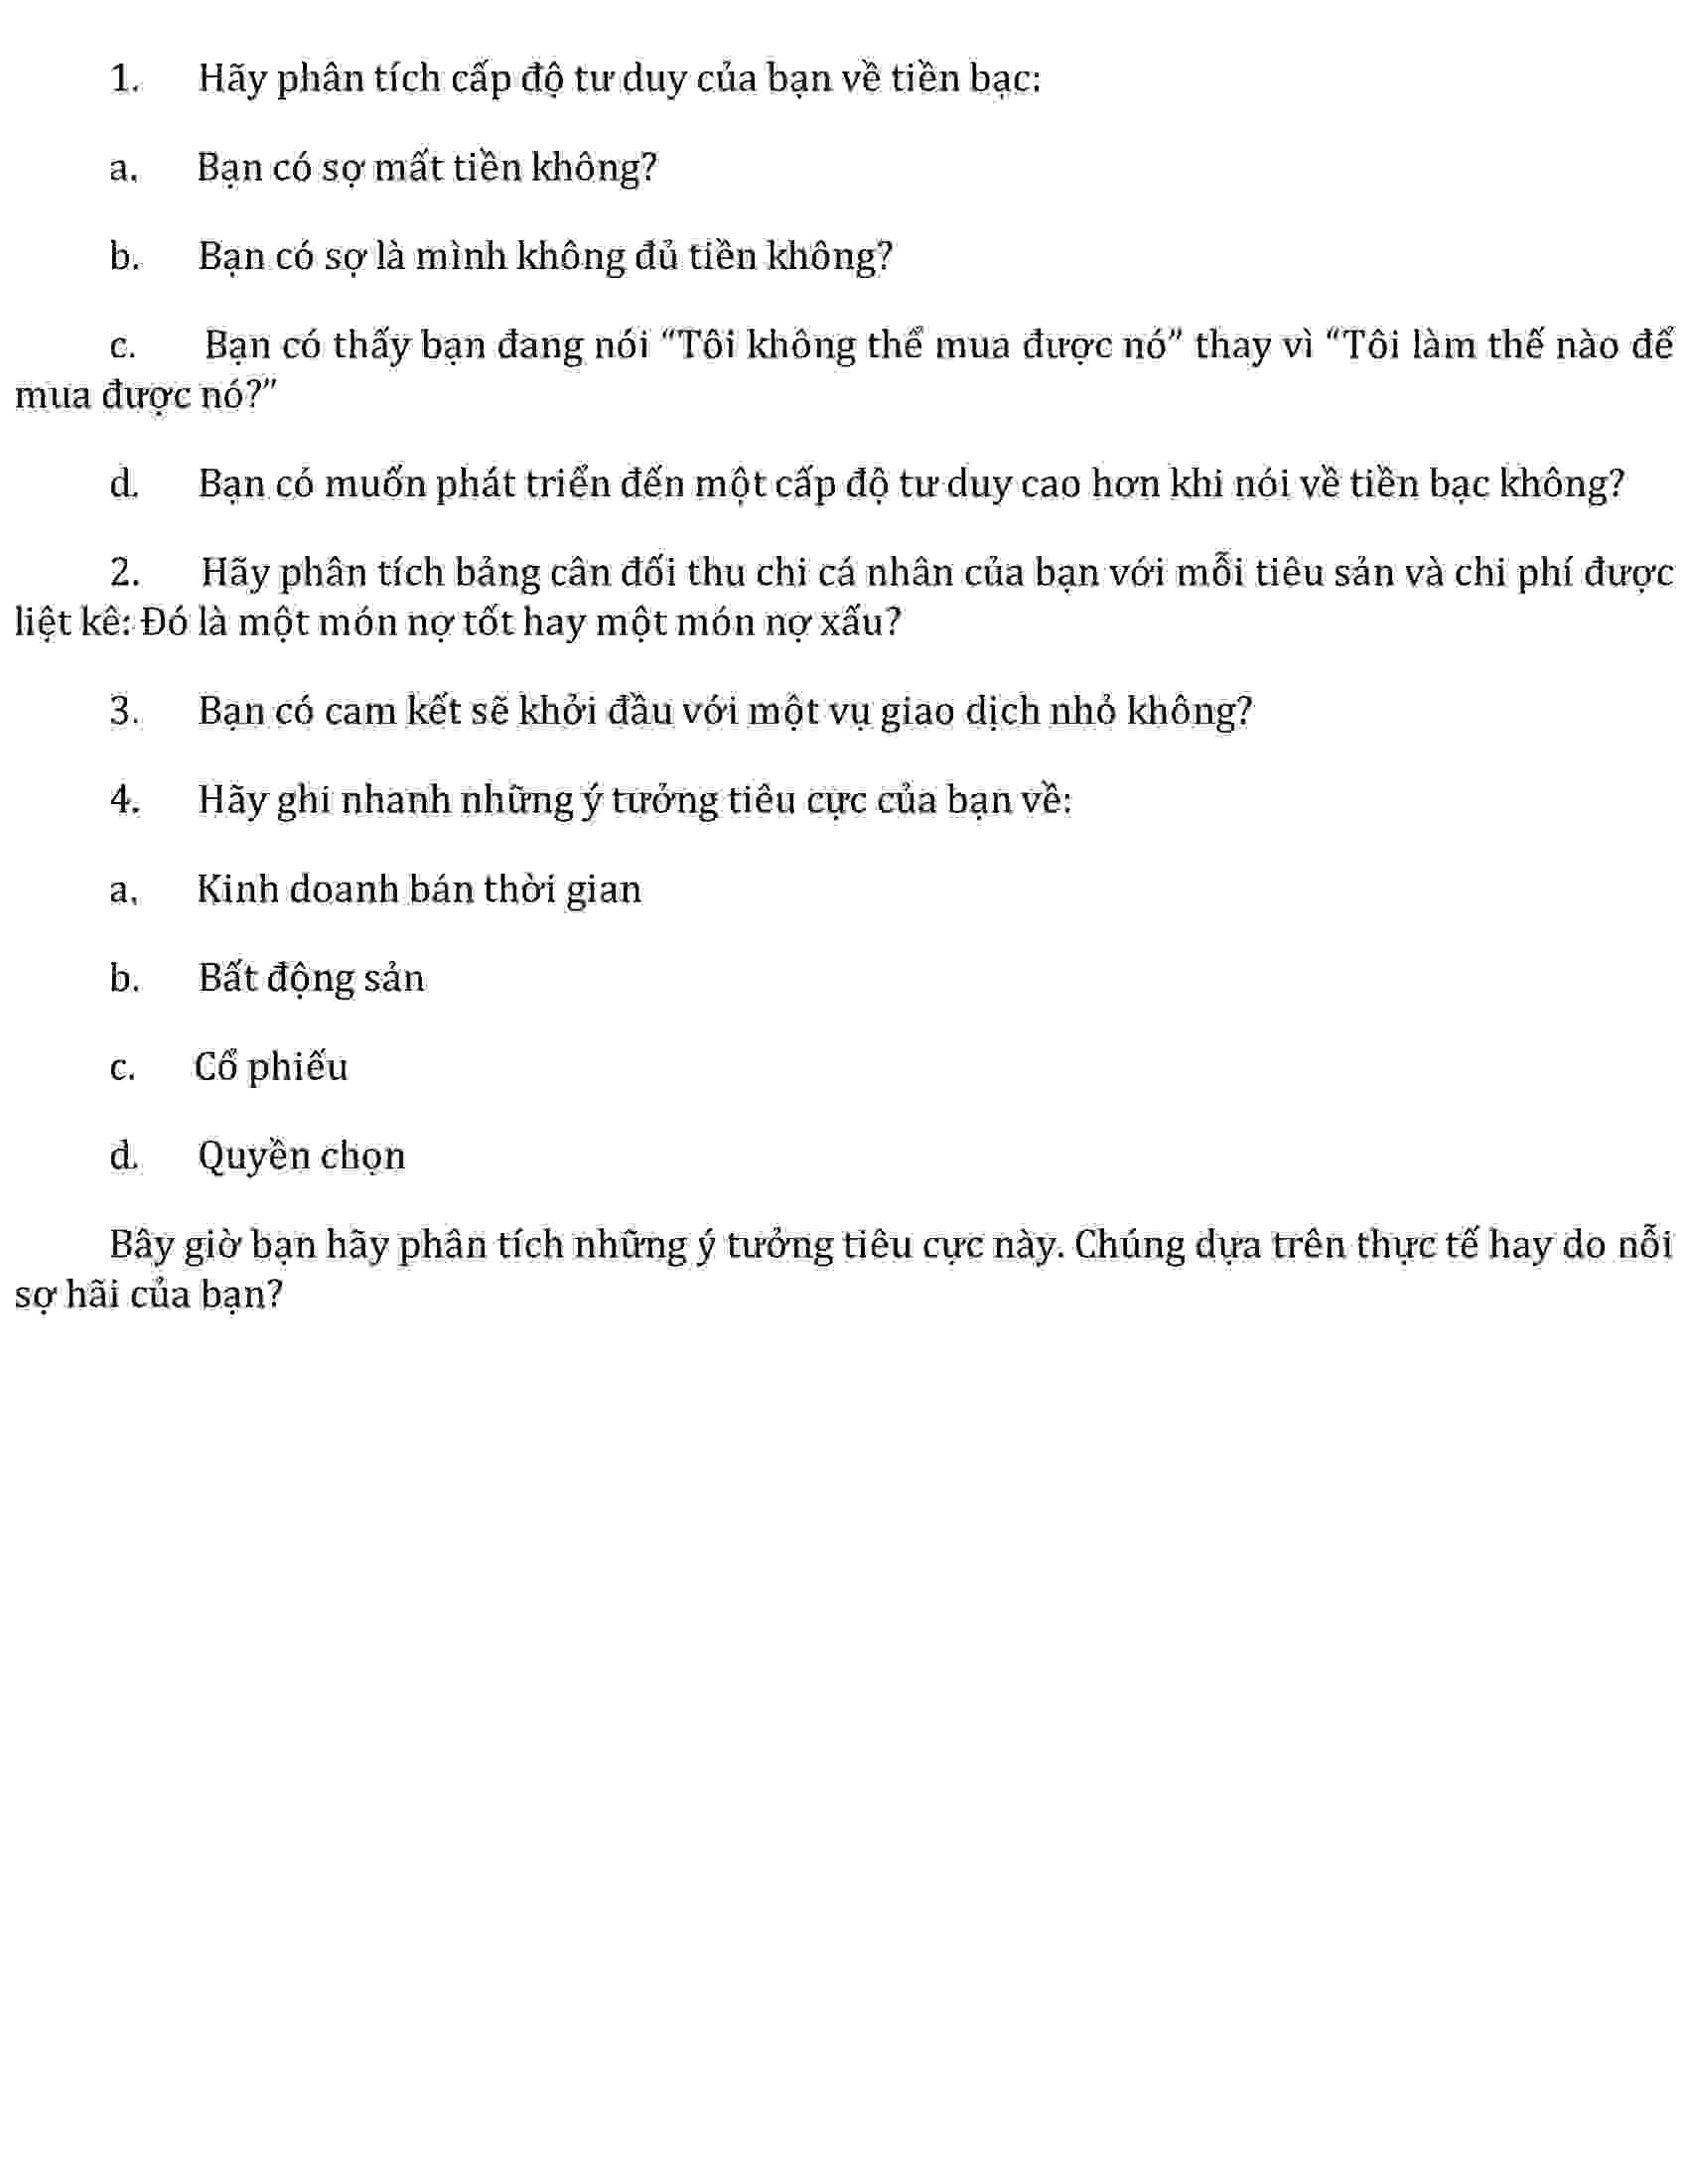 1. Hãy phân tích cấp độ tư duy của bạn về tiền bạc:
a. Bạn có sợ mất tiền không?
b. Bạn có sợ là mình không đủ tiền không?
c. Bạn có thấy bạn đang nói “Tôi không thể mua được nó” thay vì “Tôi làm thế nào để
mua được nó?”
d. Bạn có muốn phát triển đến một cấp độ tư duy cao hơn khi nói về tiền bạc không?
2. Hãy phân tích bảng cân đối thu chi cá nhân của bạn với mỗi tiêu sản và chi phí được
liệt kê: Đó là một món nợ tốt hay một món nợ xấu?
3. Bạn có cam kết sẽ khởi đầu với một vụ giao dịch nhỏ không?
4. Hãy ghi nhanh những ý tưởng tiêu cực của bạn về:
a. Kinh doanh bán thời gian
b. Bất động sản
c. Cổ phiếu
d. Quyền chọn
Bây giờ bạn hãy phân tích những ý tưởng tiêu cực này. Chúng dựa trên thực tế hay do nỗi
sợ hãi của bạn?